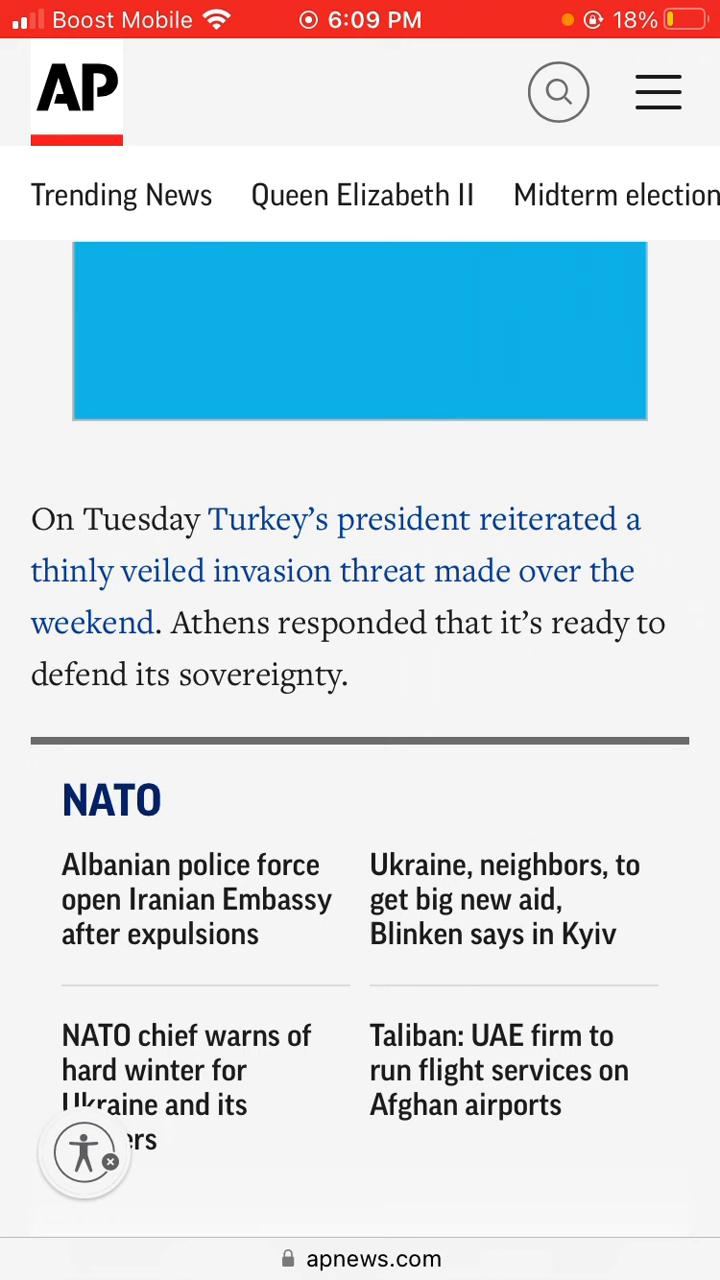 Boost Mobile 6:09 PM 18%
AP
Trending News Queen Elizabeth II Midterm election
On Tuesday Turkey’s president reiterated a
thinly veiled invasion threat made over the
weekend. Athens responded that it’s ready to
defend its sovereignty.
NATO
Albanian police force
open Iranian Embassy
after expulsions
Ukraine, neighbors, to
get big new aid,
Blinken says in Kyiv
NATO chief warns of
hard winter for
Ukraine and its
Taliban: UAE firm to
run flight services on
Afghan airports
apnews.com